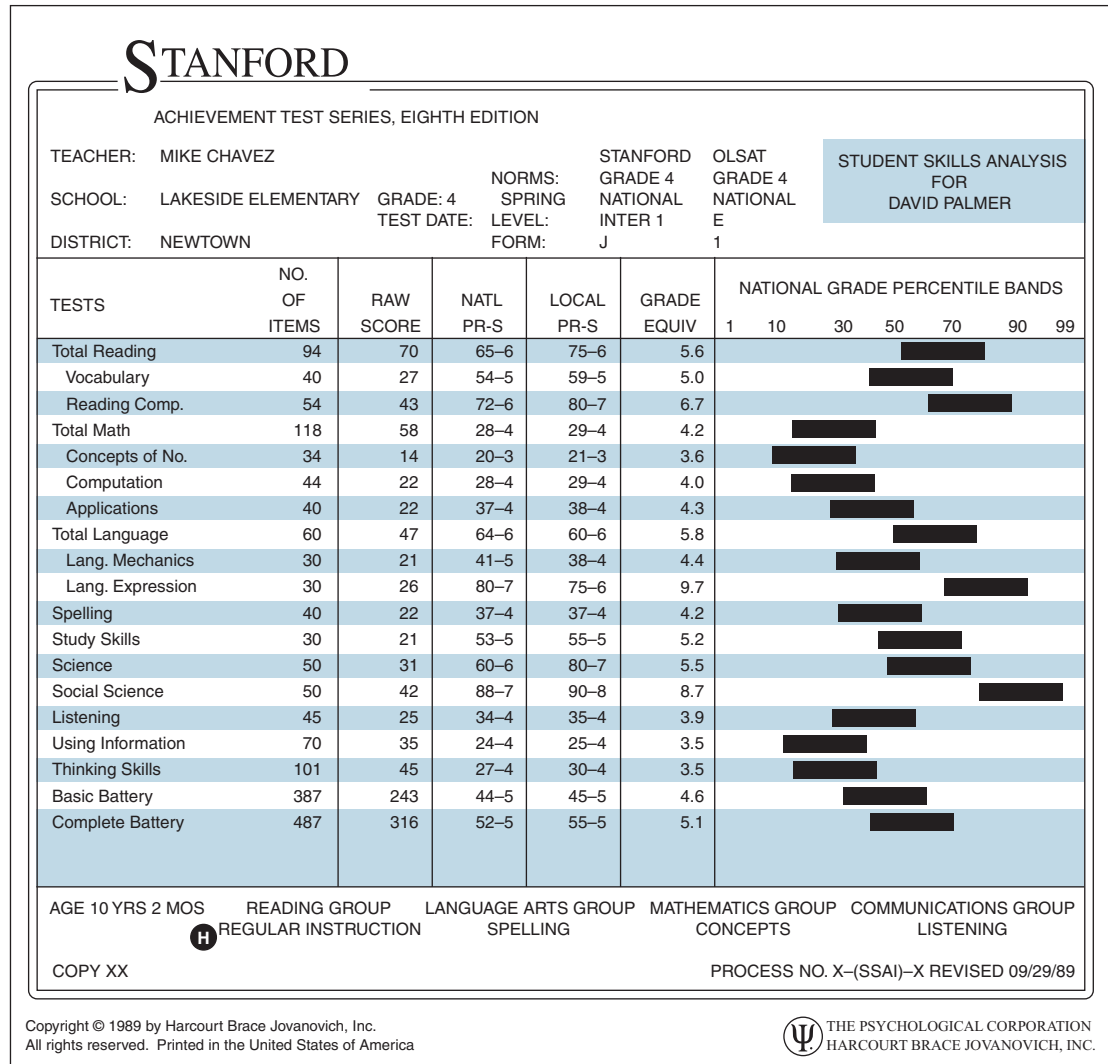 STANFORD
ACHIEVEMENT TEST SERIES, EIGHTH EDITION
TEACHER: MIKE CHAVEZ STANFORD OLSAT
NORMS: GRADE 4 GRADE 4
SCHOOL: LAKESIDE ELEMENTARY GRADE: 4 SPRING NATIONAL NATIONAL
TEST DATE: LEVEL: INTER 1 E
DISTRICT: NEWTOWN FORM: J 1
STUDENT SKILLS ANALYSIS
FOR
DAVID PALMER
TESTS NO. OF ITEMS RAW SCORE NATL PR-S LOCAL PR-S GRADE EQUIV NATIONAL GRADE PERCENTILE BANDS
1 10 30 50 70 90 99
Total Reading 94 70 65–6 75–6 5.6
Vocabulary 40 27 54–5 59–5 5.0
Reading Comp. 54 43 72–6 80–7 6.7
Total Math 118 58 28–4 29–4 4.2
Concepts of No. 34 14 20–3 21–3 3.6
Computation 44 22 28–4 29–4 4.0
Applications 40 22 37–4 38–4 4.3
Total Language 60 47 64–6 60–6 5.8
Lang. Mechanics 30 21 41–5 38–4 4.4
Lang. Expression 30 26 80–7 75–6 9.7
Spelling 40 22 37–4 37–4 4.2
Study Skills 30 21 53–5 55–5 5.2
Science 50 31 60–6 80–7 5.5
Social Science 50 42 88–7 90–8 8.7
Listening 45 25 34–4 35–4 3.9
Using Information 70 35 24–4 25–4 3.5
Thinking Skills 101 45 27–4 30–4 3.5
Basic Battery 387 243 44–5 45–5 4.6
Complete Battery 487 316 52–5 55–5 5.1
AGE 10 YRS 2 MOS READING GROUP LANGUAGE ARTS GROUP MATHEMATICS GROUP COMMUNICATIONS GROUP
H REGULAR INSTRUCTION SPELLING CONCEPTS LISTENING
COPY XX PROCESS NO. X–(SSAI)–X REVISED 09/29/89
Copyright © 1989 by Harcourt Brace Jovanovich, Inc.
All rights reserved. Printed in the United States of America
Ψ THE PSYCHOLOGICAL CORPORATION
HARCOURT BRACE JOVANOVICH, INC.